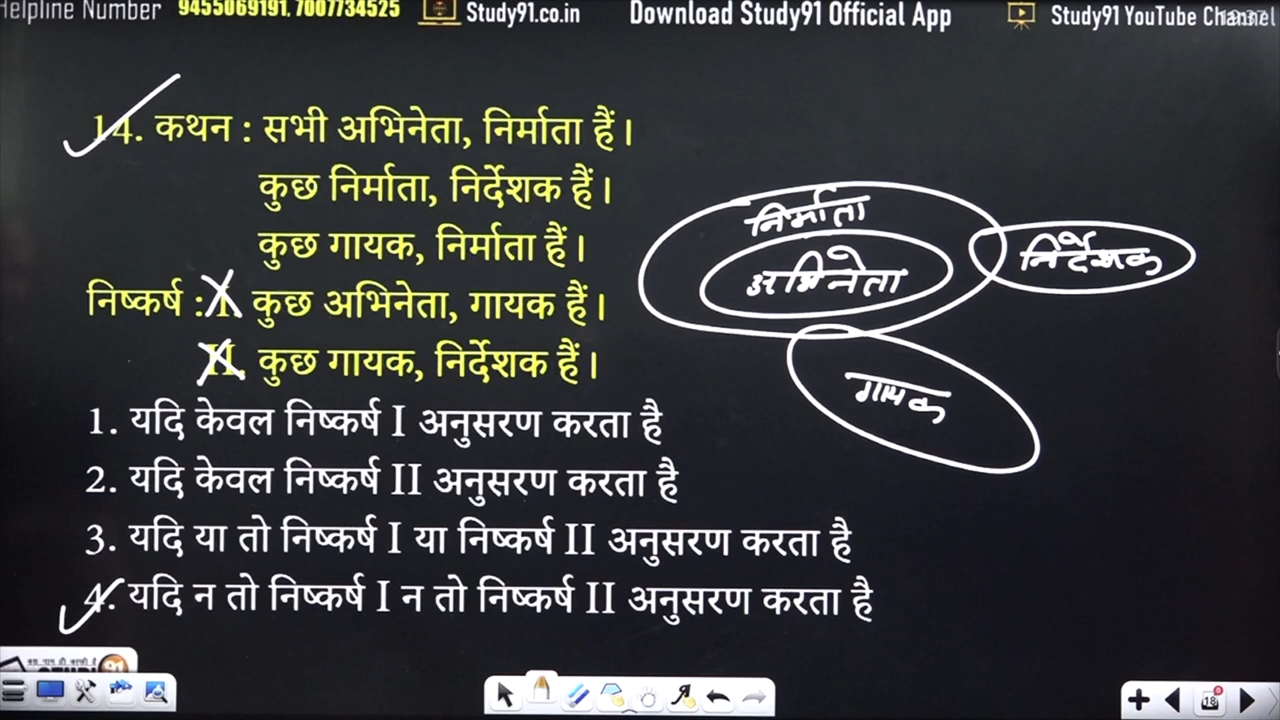 Helpline Number 9455069191, 7007734525 Study91.co.in Download Study91 Official App Study91 YouTube Channel
14. कथन : सभी अभिनेता, निर्माता हैं।
कुछ निर्माता, निर्देशक हैं।
कुछ गायक, निर्माता हैं।
निष्कर्ष : I. कुछ अभिनेता, गायक हैं।
II. कुछ गायक, निर्देशक हैं।
1. यदि केवल निष्कर्ष I अनुसरण करता है
2. यदि केवल निष्कर्ष II अनुसरण करता है
3. यदि या तो निष्कर्ष I या निष्कर्ष II अनुसरण करता है
4. यदि न तो निष्कर्ष I न तो निष्कर्ष II अनुसरण करता है
निर्माता
अभिनेता
निर्देशक
गायक
18